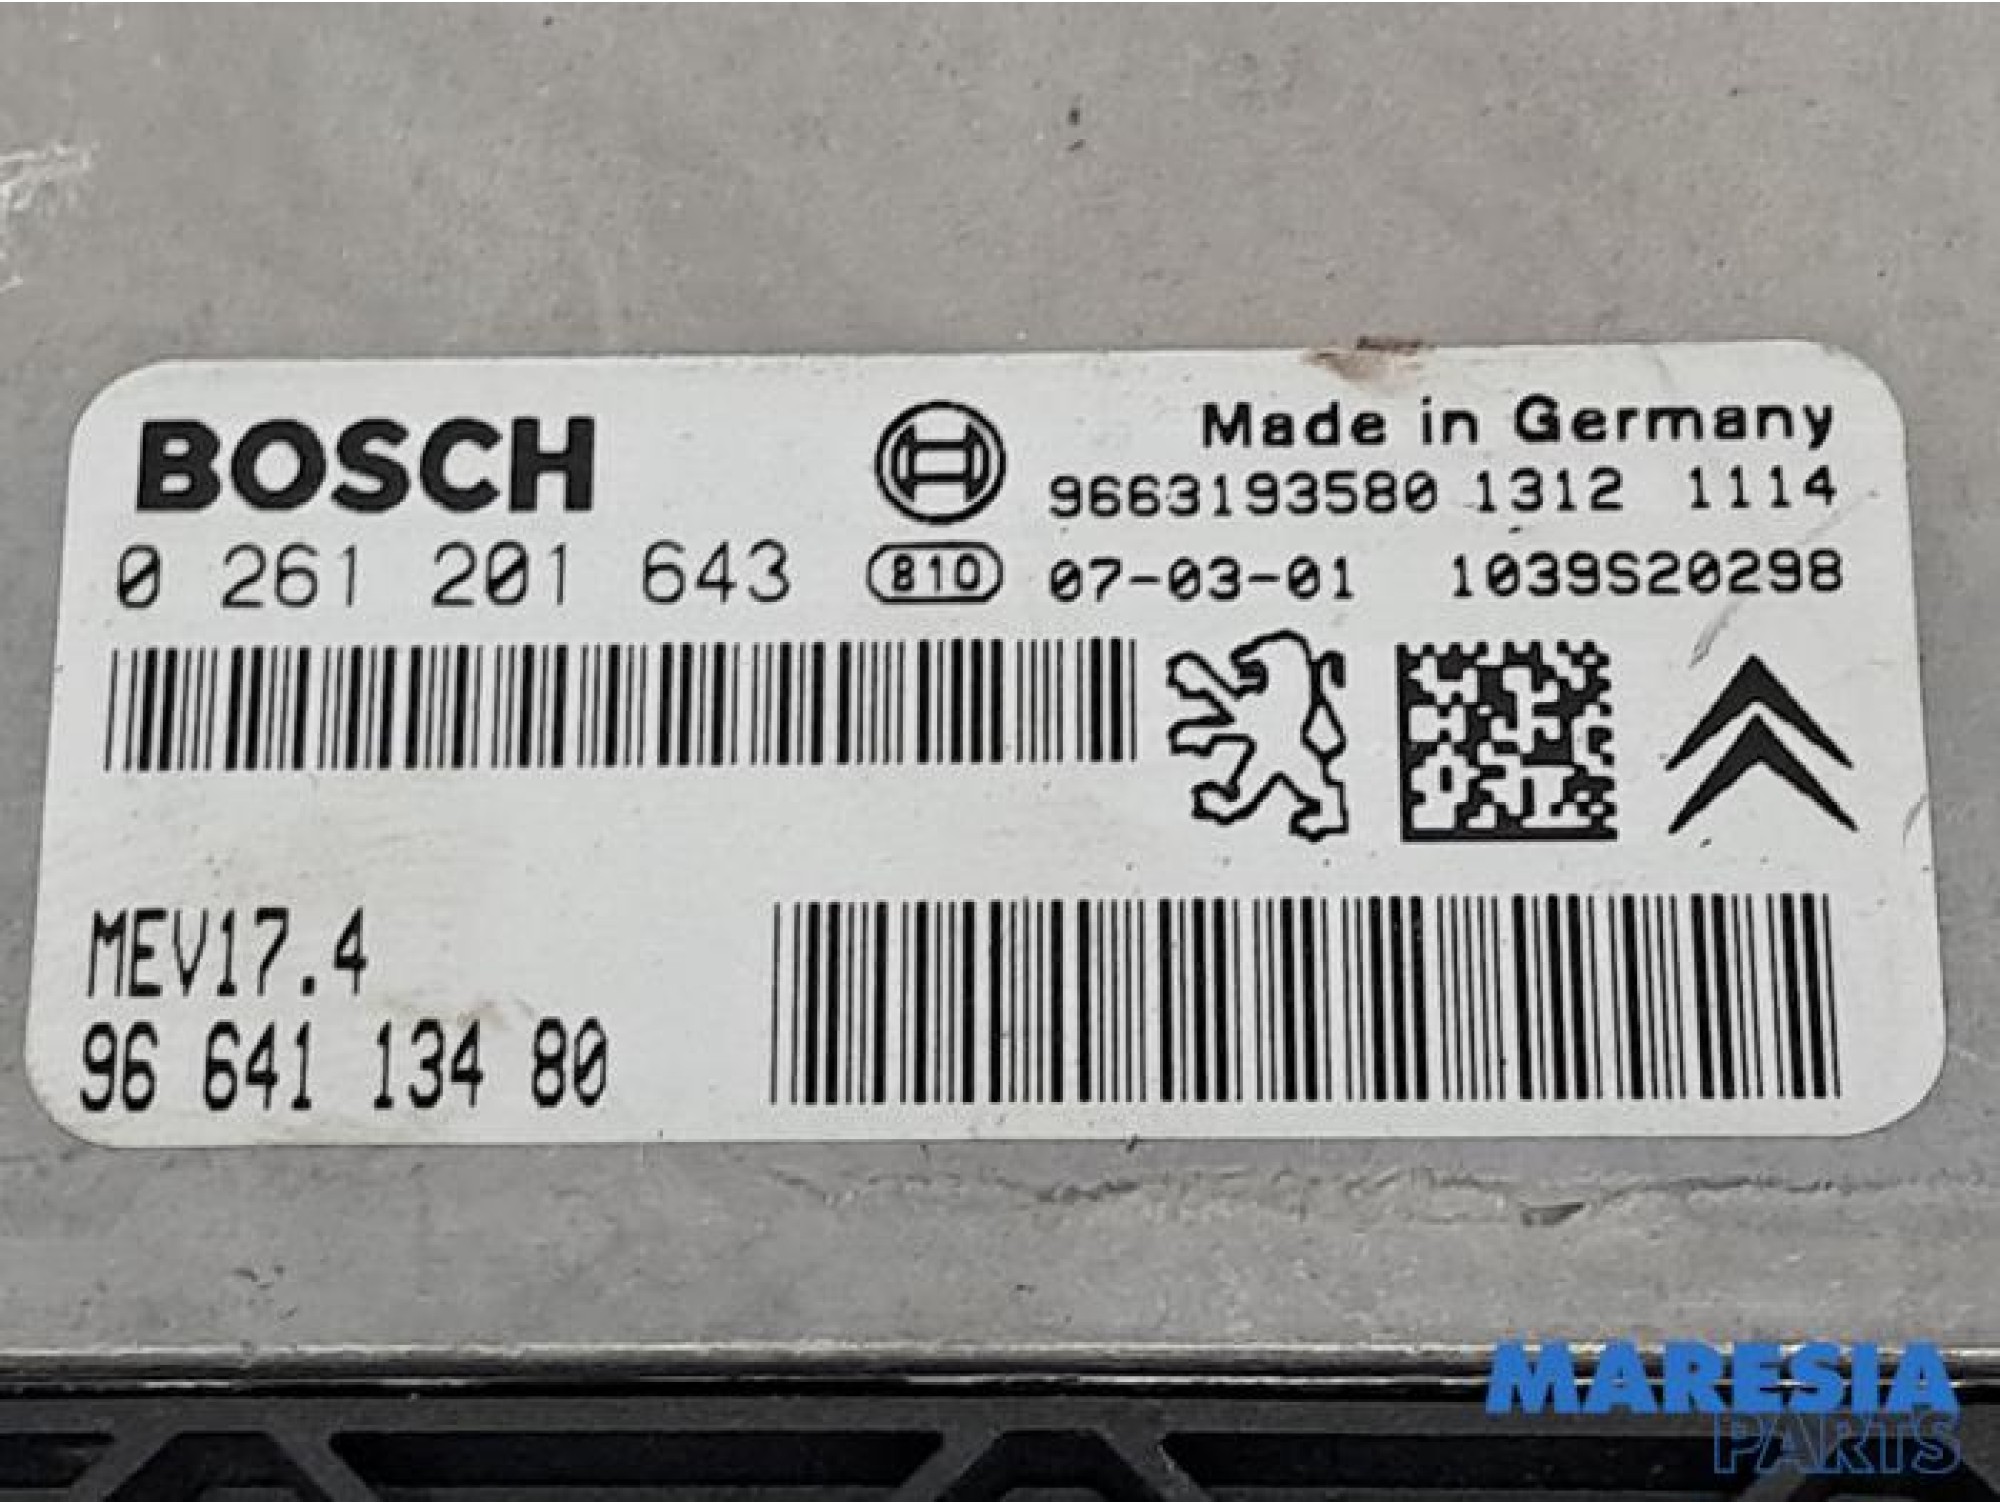 BOSCH
Made in Germany
9663193580 1312 1114
0 261 201 643 810 07-03-01 1039S20298
MEV17.4
96 641 134 80
MARESIA
PARTS